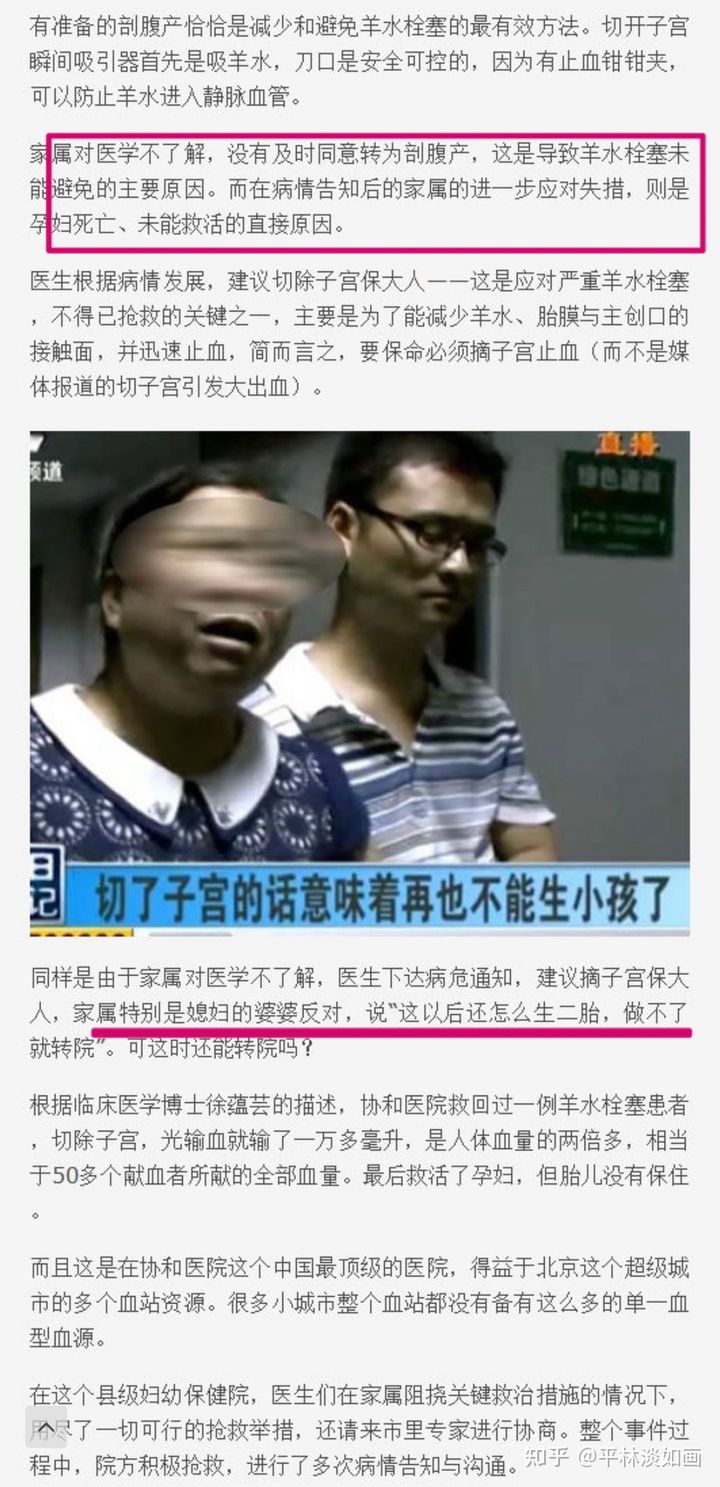 有准备的剖腹产恰恰是减少和避免羊水栓塞的最有效方法。切开子宫
瞬间吸引器首先是吸羊水，刀口是安全可控的，因为有止血钳钳夹，
可以防止羊水进入静脉血管。
家属对医学不了解，没有及时同意转为剖腹产，这是导致羊水栓塞未
能避免的主要原因。而在病情告知后的家属的进一步应对失措，则是
孕妇死亡、未能救活的直接原因。
医生根据病情发展，建议切除子宫保大人——这是应对严重羊水栓塞
，不得已抢救的关键之一，主要是为了能减少羊水、胎膜与主创口的
接触面，并迅速止血，简而言之，要保命必须摘子宫止血（而不是媒
体报道的切子宫引发大出血）。
频道
直播
绿色通道
日记
切了子宫的话意味着再也不能生小孩了
同样是由于家属对医学不了解，医生下达病危通知，建议摘子宫保大
人，家属特别是媳妇的婆婆反对，说“这以后还怎么生二胎，做不了
就转院”。可这时还能转院吗？
根据临床医学博士徐蕴芸的描述，协和医院救回过一例羊水栓塞患者
，切除子宫，光输血就输了一万多毫升，是人体血量的两倍多，相当
于50多个献血者所献的全部血量。最后救活了孕妇，但胎儿没有保住
。
而且这是在协和医院这个中国最顶级的医院，得益于北京这个超级城
市的多个血站资源。很多小城市整个血站都没有备有这么多的单一血
型血源。
在这个县级妇幼保健院，医生们在家属阻挠关键救治措施的情况下，
用尽了一切可行的抢救举措，还请来市里专家进行协商。整个事件过
程中，院方积极抢救，进行了多次病情告知与沟通。
知乎 @平林淡如画